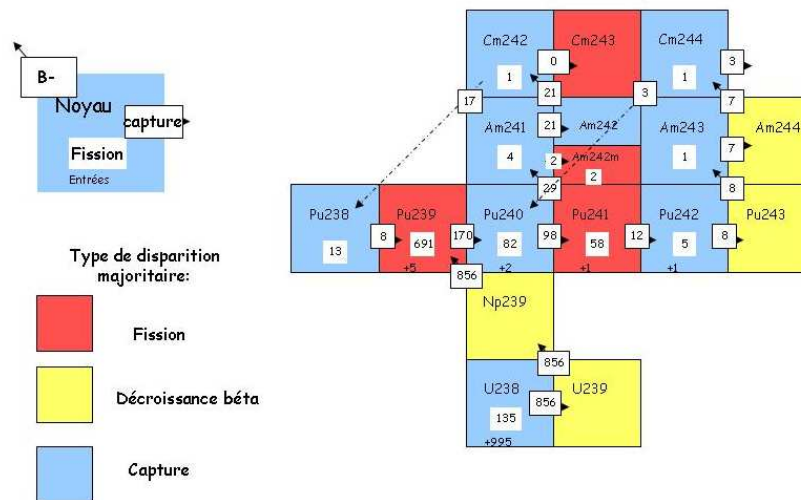 B-
Noyau
capture
Fission
Entrées
Type de disparition
majoritaire:
Fission
Décroissance béta
Capture
Cm242
Cm243
Cm244
1
0
1
3
17
21
3
7
Am241
21
Am242
Am243
Am244
4
2
Am242m
2
1
7
29
8
Pu238
Pu239
Pu240
Pu241
Pu242
Pu243
13
8
691
170
82
98
58
12
5
8
+5
+2
+1
+1
856
Np239
856
U238
U239
135
856
+995